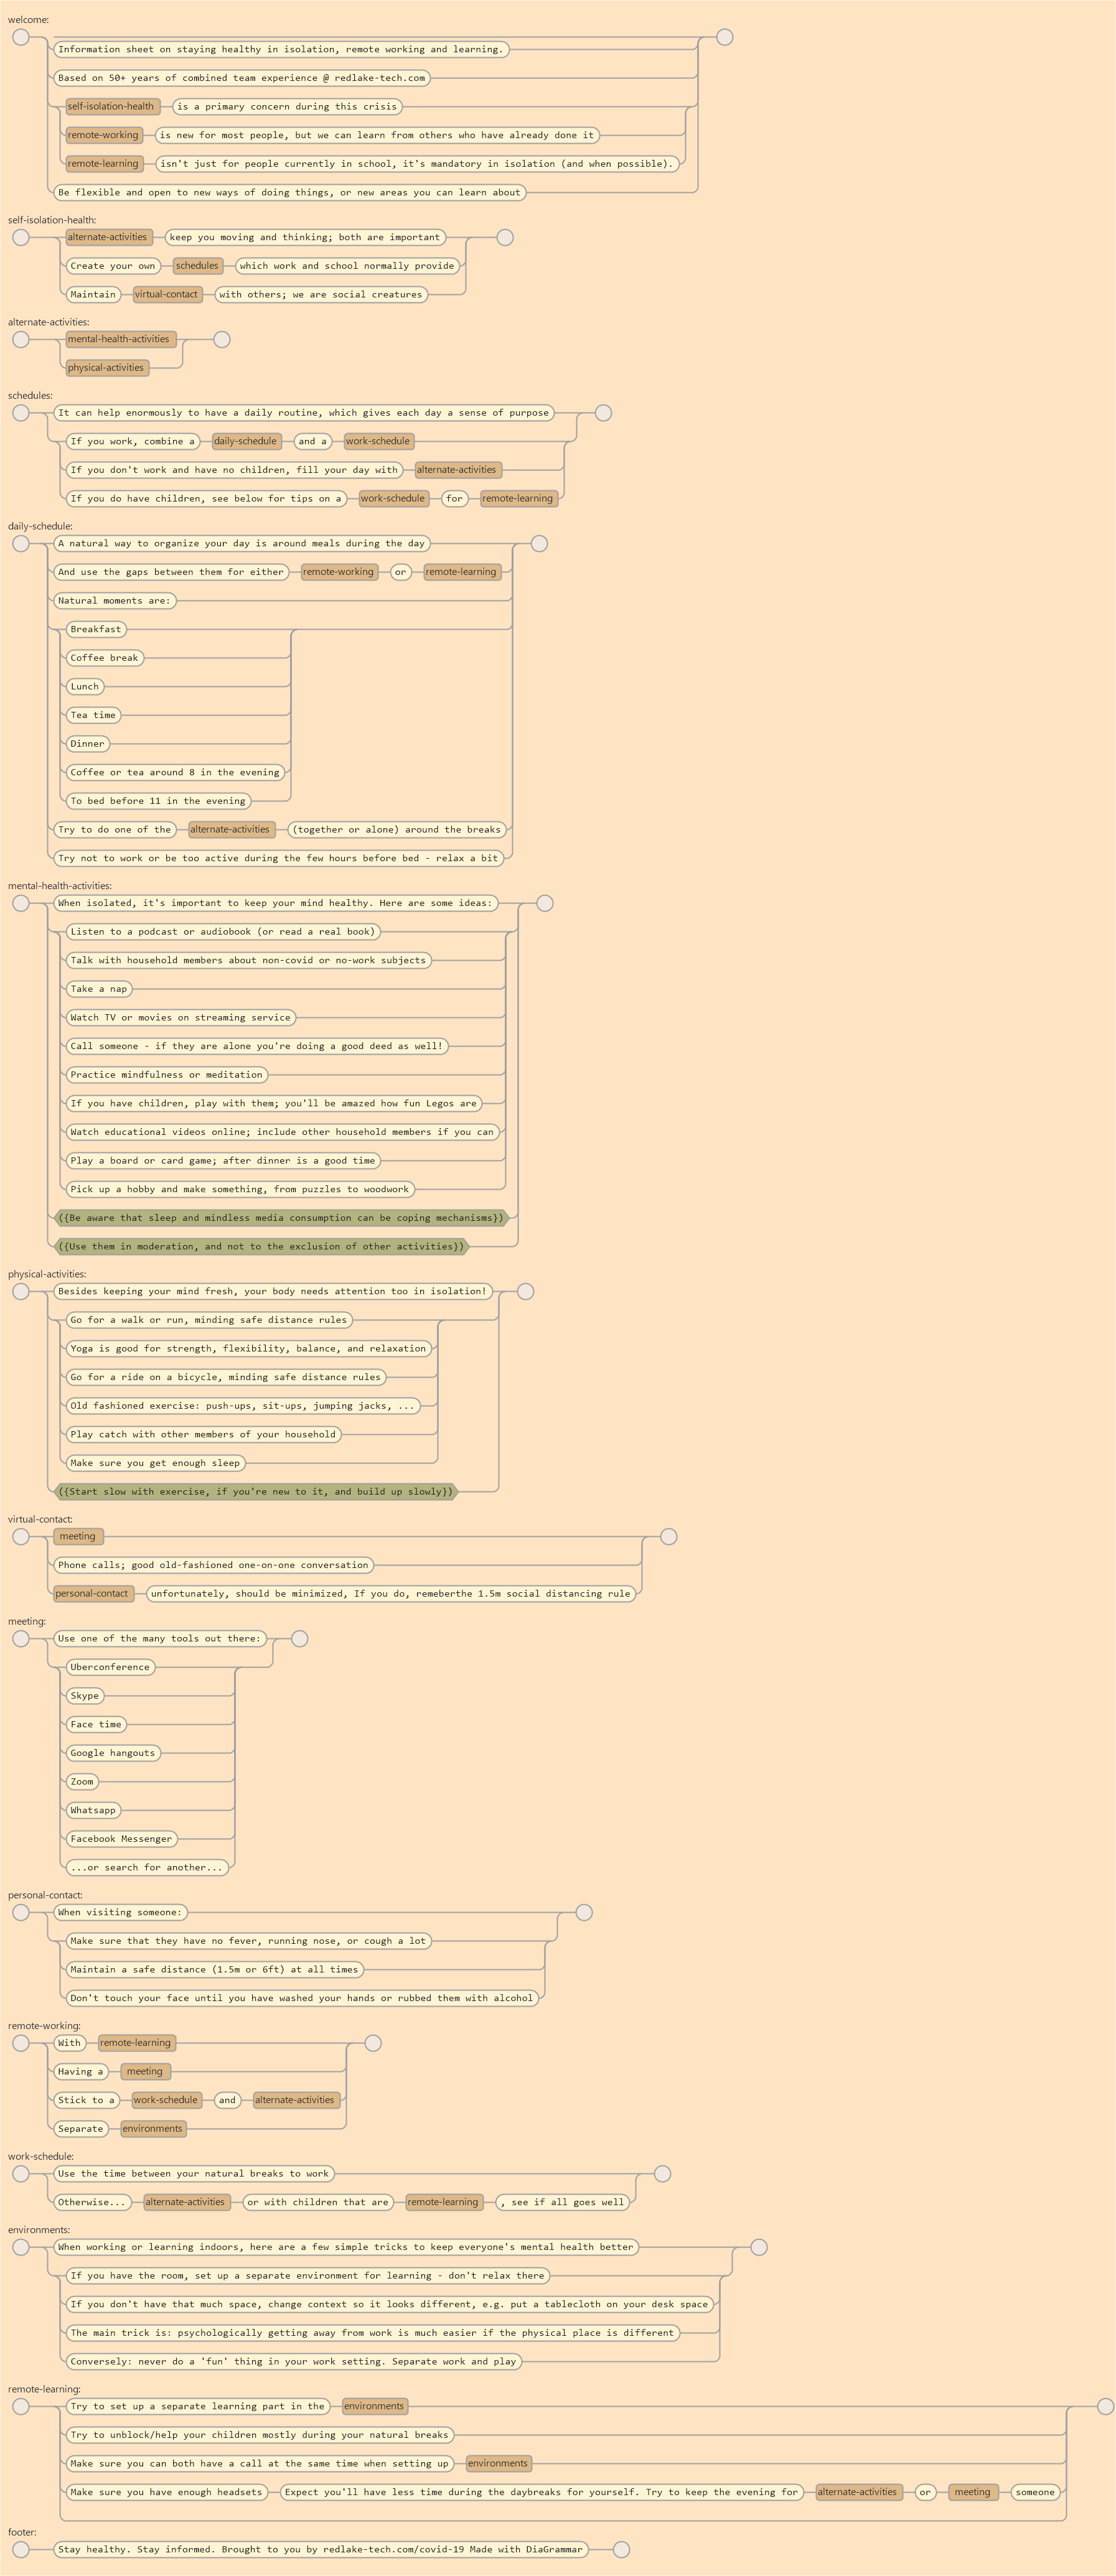 welcome:
Information sheet on staying healthy in isolation, remote working and learning.
Based on 50+ years of combined team experience @ redlake-tech.com
self-isolation-health is a primary concern during this crisis
remote-working is new for most people, but we can learn from others who have already done it
remote-learning isn't just for people currently in school, it's mandatory in isolation (and when possible).
Be flexible and open to new ways of doing things, or new areas you can learn about
self-isolation-health:
alternate-activities keep you moving and thinking; both are important
Create your own schedules which work and school normally provide
Maintain virtual-contact with others; we are social creatures
alternate-activities:
mental-health-activities
physical-activities
schedules:
It can help enormously to have a daily routine, which gives each day a sense of purpose
If you work, combine a daily-schedule and a work-schedule
If you don't work and have no children, fill your day with alternate-activities
If you do have children, see below for tips on a work-schedule for remote-learning
daily-schedule:
A natural way to organize your day is around meals during the day
And use the gaps between them for either remote-working or remote-learning
Natural moments are:
Breakfast
Coffee break
Lunch
Tea time
Dinner
Coffee or tea around 8 in the evening
To bed before 11 in the evening
Try to do one of the alternate-activities (together or alone) around the breaks
Try not to work or be too active during the few hours before bed - relax a bit
mental-health-activities:
When isolated, it's important to keep your mind healthy. Here are some ideas:
Listen to a podcast or audiobook (or read a real book)
Talk with household members about non-covid or no-work subjects
Take a nap
Watch TV or movies on streaming service
Call someone - if they are alone you're doing a good deed as well!
Practice mindfulness or meditation
If you have children, play with them; you'll be amazed how fun Legos are
Watch educational videos online; include other household members if you can
Play a board or card game; after dinner is a good time
Pick up a hobby and make something, from puzzles to woodwork
({Be aware that sleep and mindless media consumption can be coping mechanisms})
({Use them in moderation, and not to the exclusion of other activities})
physical-activities:
Besides keeping your mind fresh, your body needs attention too in isolation!
Go for a walk or run, minding safe distance rules
Yoga is good for strength, flexibility, balance, and relaxation
Go for a ride on a bicycle, minding safe distance rules
Old fashioned exercise: push-ups, sit-ups, jumping jacks, ...
Play catch with other members of your household
Make sure you get enough sleep
({Start slow with exercise, if you're new to it, and build up slowly})
virtual-contact:
meeting
Phone calls; good old-fashioned one-on-one conversation
personal-contact unfortunately, should be minimized, If you do, remeberthe 1.5m social distancing rule
meeting:
Use one of the many tools out there:
Uberconference
Skype
Face time
Google hangouts
Zoom
Whatsapp
Facebook Messenger
...or search for another...
personal-contact:
When visiting someone:
Make sure that they have no fever, running nose, or cough a lot
Maintain a safe distance (1.5m or 6ft) at all times
Don't touch your face until you have washed your hands or rubbed them with alcohol
remote-working:
With remote-learning
Having a meeting
Stick to a work-schedule and alternate-activities
Separate environments
work-schedule:
Use the time between your natural breaks to work
Otherwise... alternate-activities or with children that are remote-learning , see if all goes well
environments:
When working or learning indoors, here are a few simple tricks to keep everyone's mental health better
If you have the room, set up a separate environment for learning - don't relax there
If you don't have that much space, change context so it looks different, e.g. put a tablecloth on your desk space
The main trick is: psychologically getting away from work is much easier if the physical place is different
Conversely: never do a 'fun' thing in your work setting. Separate work and play
remote-learning:
Try to set up a separate learning part in the environments
Try to unblock/help your children mostly during your natural breaks
Make sure you can both have a call at the same time when setting up environments
Make sure you have enough headsets Expect you'll have less time during the daybreaks for yourself. Try to keep the evening for alternate-activities or meeting someone
footer:
Stay healthy. Stay informed. Brought to you by redlake-tech.com/covid-19 Made with DiaGrammar